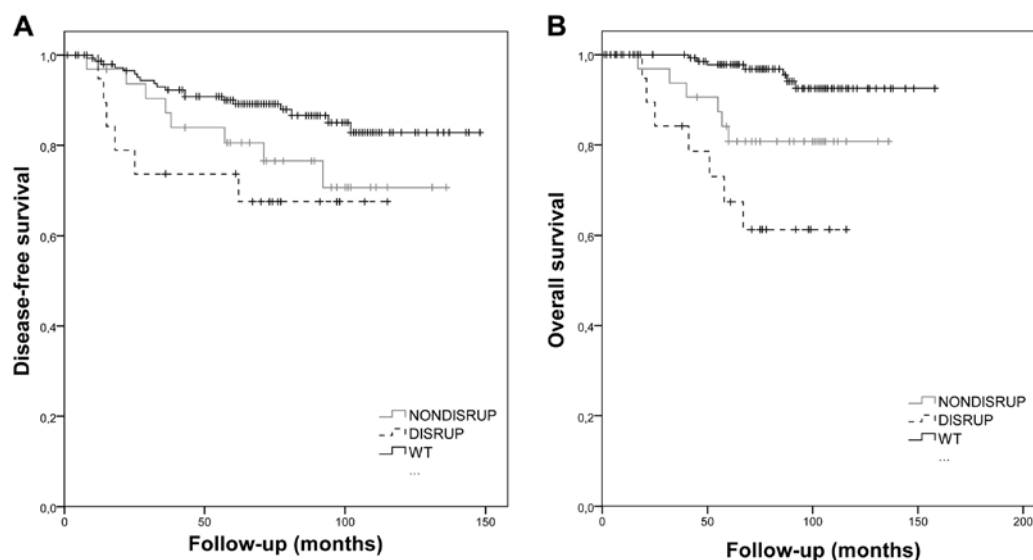 A
Disease-free survival
1,0
0,8
0,6
0,4
0,2
0,0
NONDISRUP
DISRUP
WT
...
0 50 100 150
Follow-up (months)
B
Overall survival
1,0
0,8
0,6
0,4
0,2
0,0
NONDISRUP
DISRUP
WT
...
0 50 100 150 200
Follow-up (months)